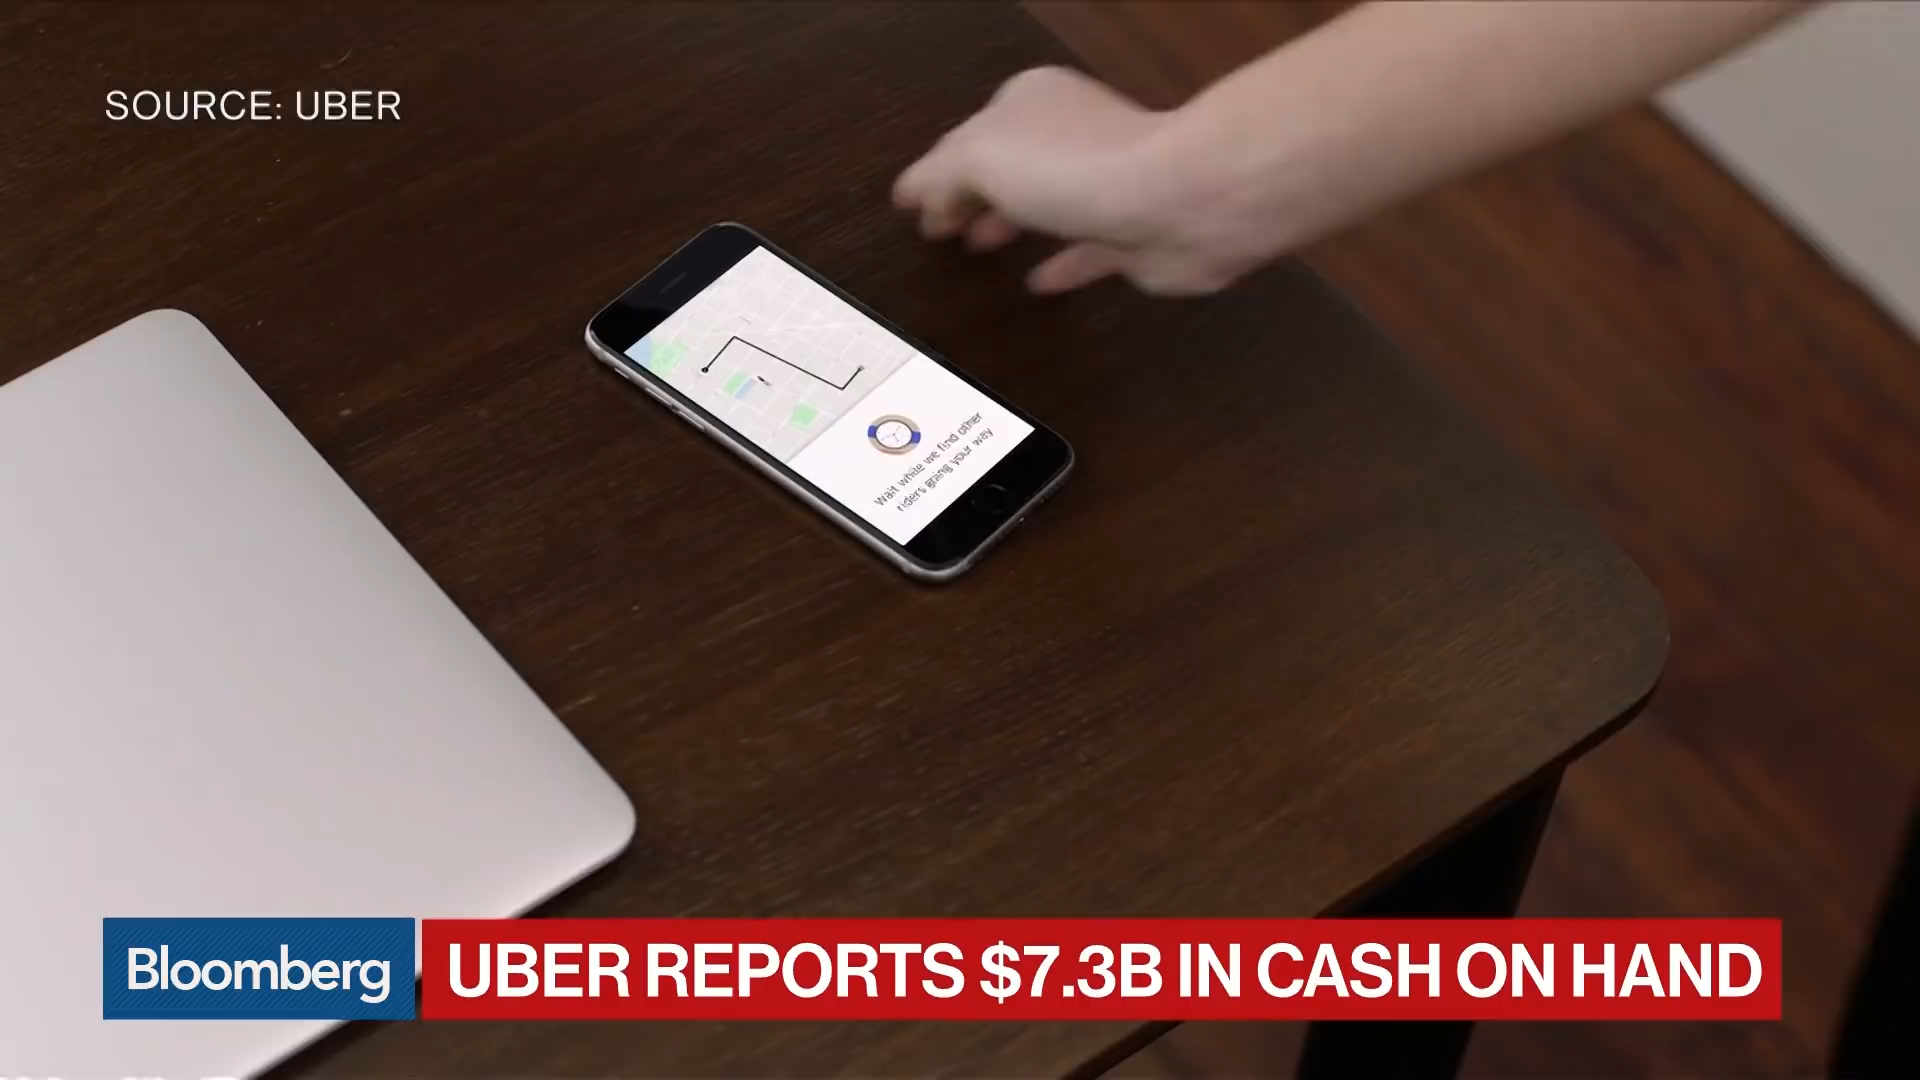 SOURCE: UBER
Wait while we find other
riders going your way
Bloomberg
UBER REPORTS $7.3B IN CASH ON HAND